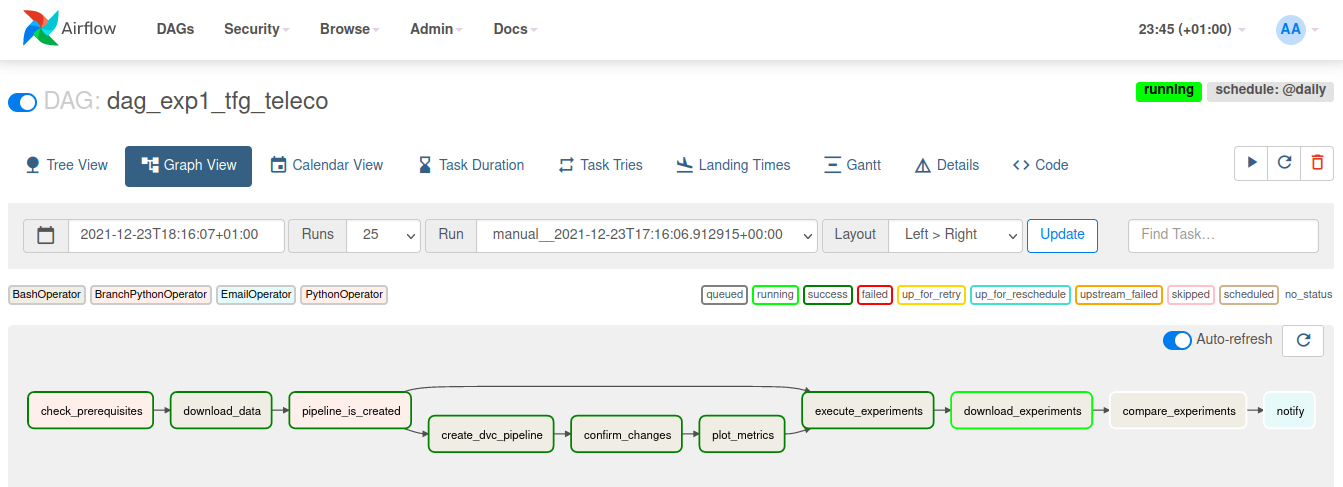 Airflow DAGs Security Browse Admin Docs 23:45 (+01:00) AA
DAG: dag_exp1_tfg_teleco running schedule: @daily
Tree View Graph View Calendar View Task Duration Task Tries Landing Times Gantt Details Code
2021-12-23T18:16:07+01:00 Runs 25 Run manual__2021-12-23T17:16:06.912915+00:00 Layout Left > Right Update Find Task...
BashOperator BranchPythonOperator EmailOperator PythonOperator queued running success failed up_for_retry up_for_reschedule upstream_failed skipped scheduled no_status
Auto-refresh
check_prerequisites download_data pipeline_is_created execute_experiments download_experiments compare_experiments notify
create_dvc_pipeline confirm_changes plot_metrics